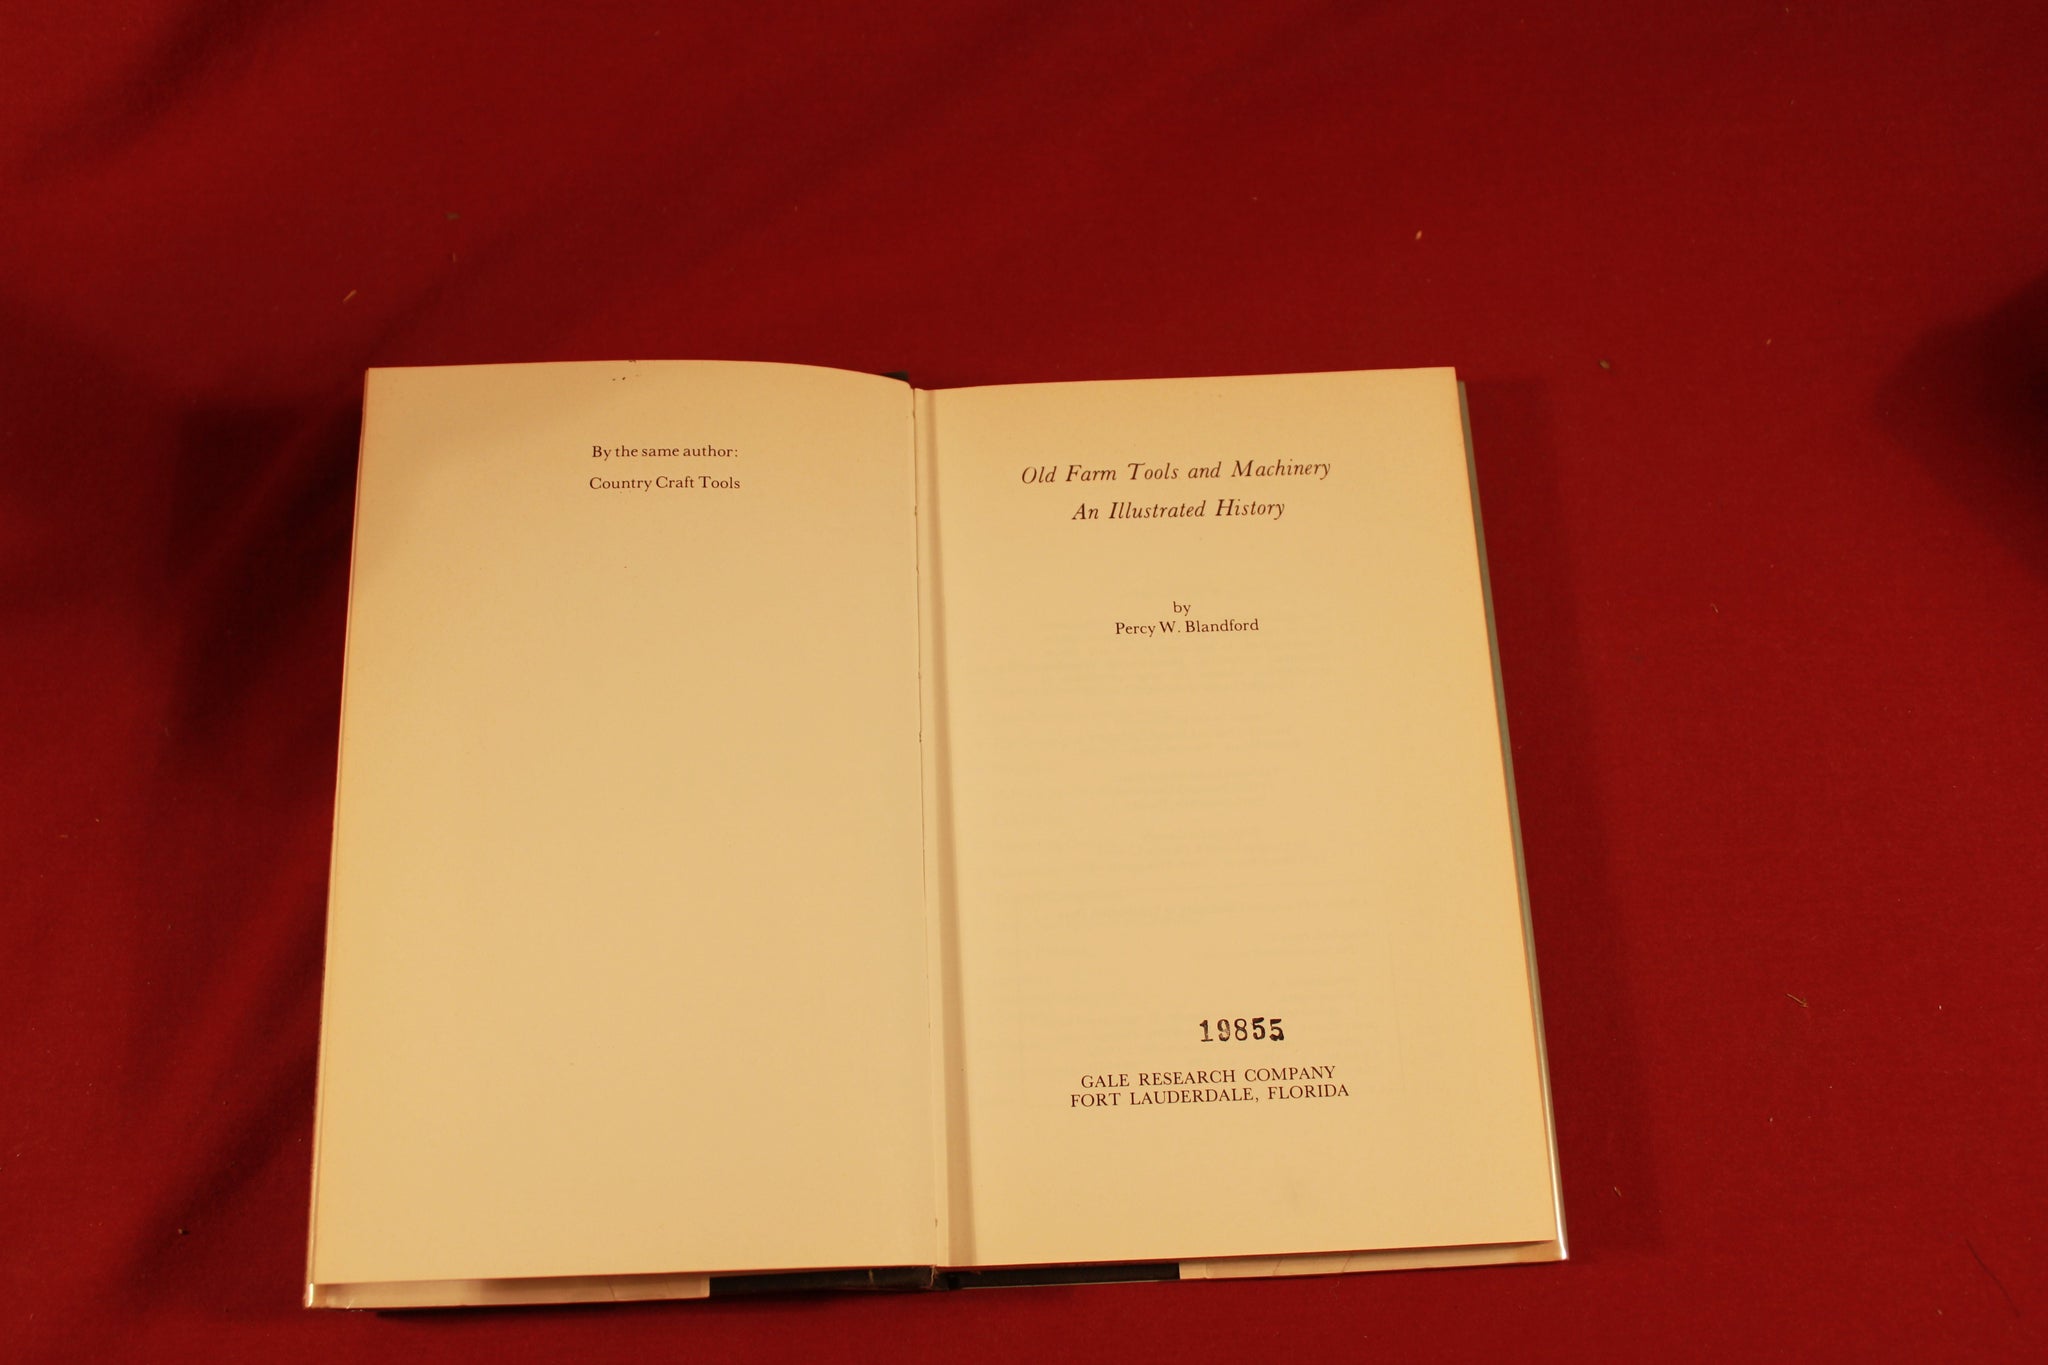 By the same author:
Country Craft Tools
Old Farm Tools and Machinery
An Illustrated History
by
Percy W. Blandford
19855
GALE RESEARCH COMPANY
FORT LAUDERDALE, FLORIDA